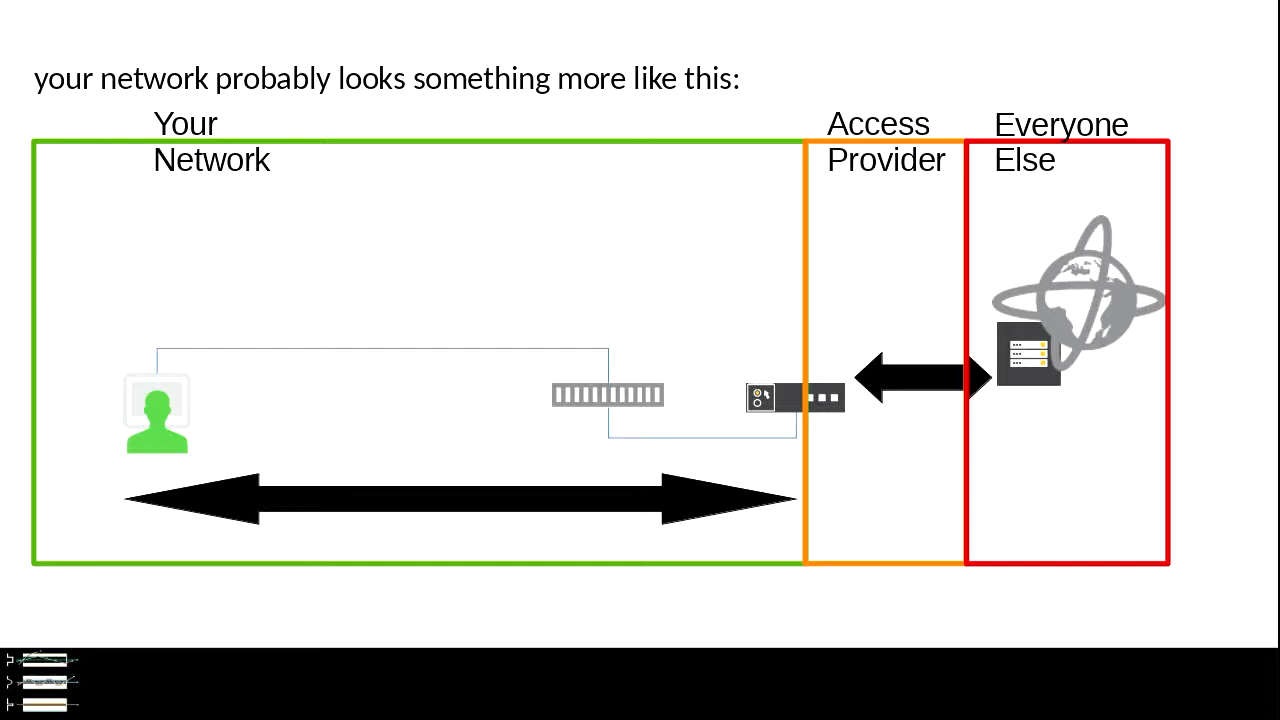 your network probably looks something more like this:
Your
Network
Access
Provider
Everyone
Else